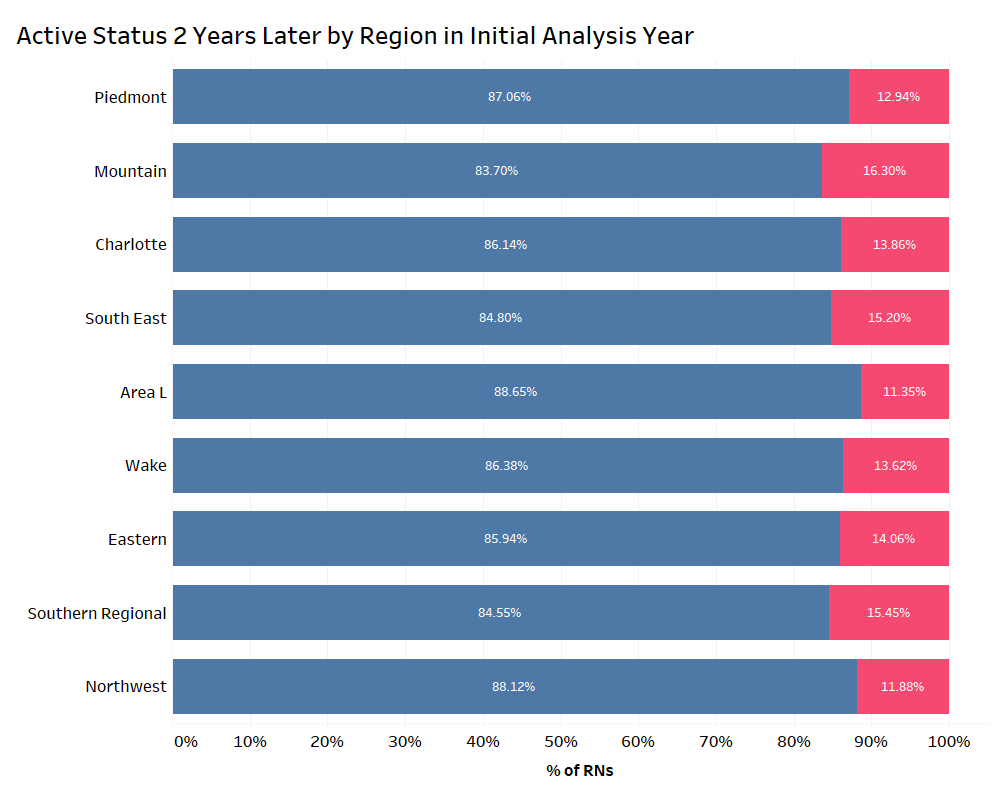 Active Status 2 Years Later by Region in Initial Analysis Year
Piedmont 87.06% 12.94%
Mountain 83.70% 16.30%
Charlotte 86.14% 13.86%
South East 84.80% 15.20%
Area L 88.65% 11.35%
Wake 86.38% 13.62%
Eastern 85.94% 14.06%
Southern Regional 84.55% 15.45%
Northwest 88.12% 11.88%
0% 10% 20% 30% 40% 50% 60% 70% 80% 90% 100%
% of RNs